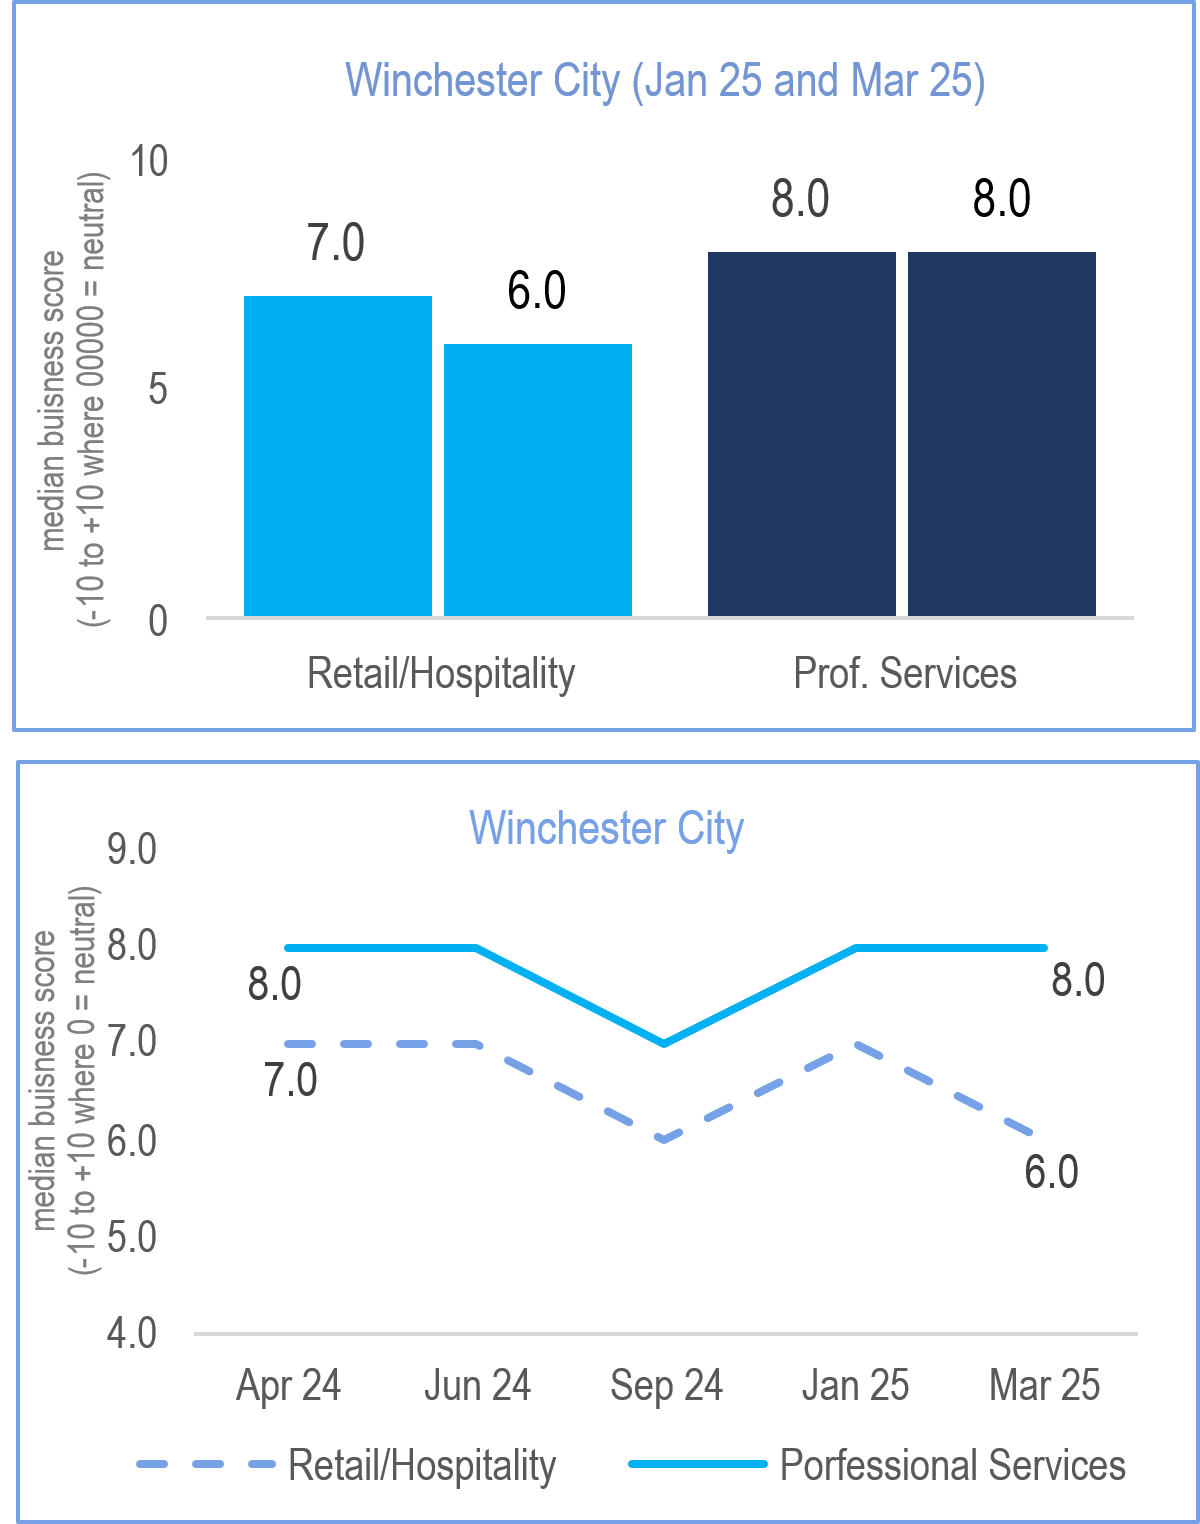 Winchester City (Jan 25 and Mar 25)
median buisness score
(-10 to +10 where 00000 = neutral)
10
5
0
7.0
6.0
8.0
8.0
Retail/Hospitality
Prof. Services
Winchester City
median buisness score
(-10 to +10 where 0 = neutral)
9.0
8.0
7.0
6.0
5.0
4.0
8.0
8.0
7.0
6.0
Apr 24
Jun 24
Sep 24
Jan 25
Mar 25
Retail/Hospitality
Porfessional Services